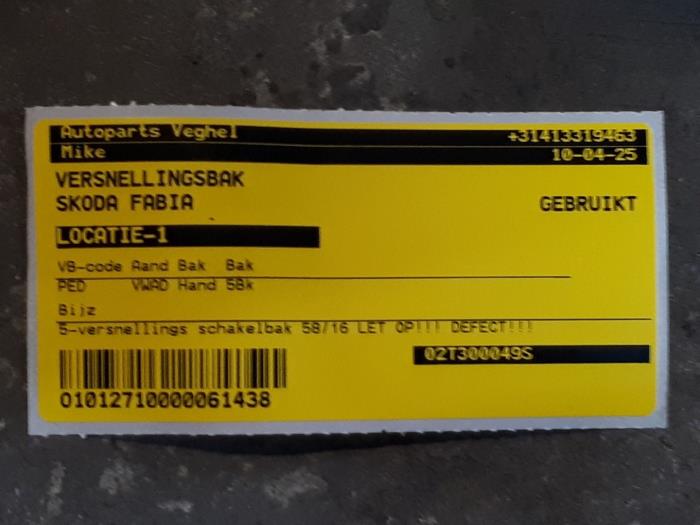 Autoparts Veghel +31413319463
Mike 10-04-25
VERSNELLINGSBAK
SKODA FABIA GEBRUIKT
LOCATIE-1
VB-code Aand Bak Bak
PED VWAD Hand 5Bk
Bijz
5-versnellings schakelbak 58/16 LET OP!!! DEFECT!!!
02T300049S
01012710000061438